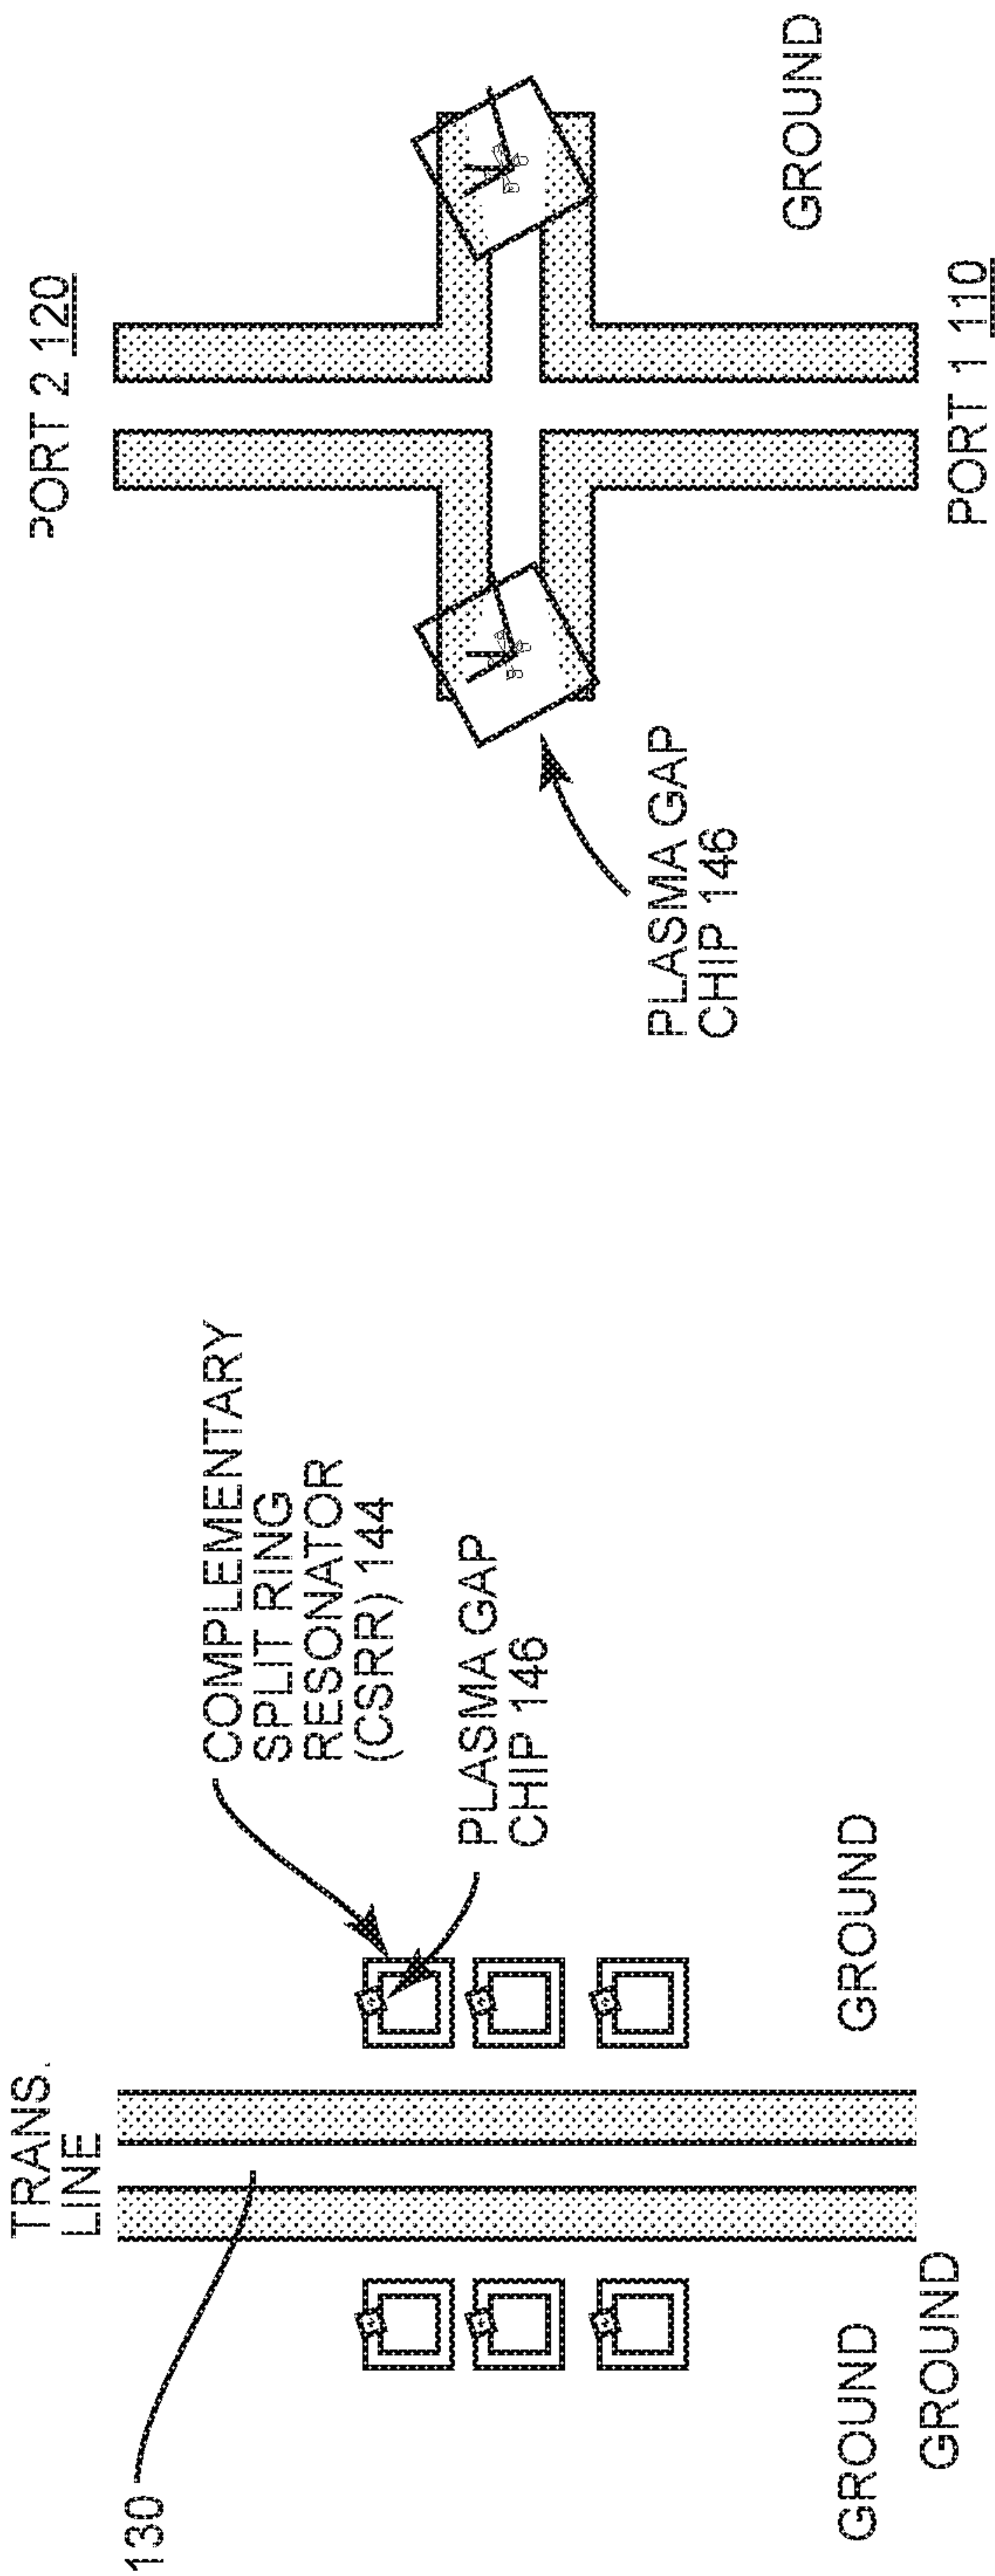 130
TRANS.
LINE
COMPLEMENTARY
SPLIT RING
RESONATOR
(CSRR) 144
PLASMA GAP
CHIP 146
GROUND
GROUND
GROUND
PORT 2 120
PLASMA GAP
CHIP 146
GROUND
PORT 1 110